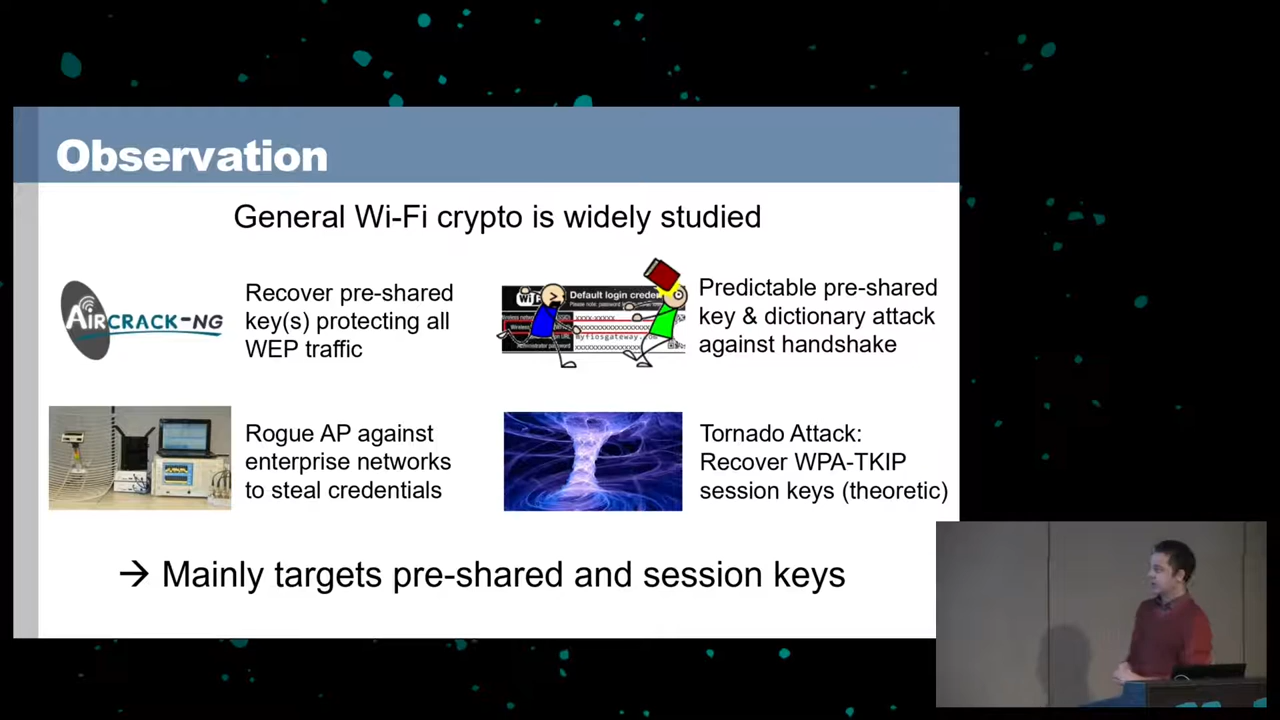 Observation
General Wi-Fi crypto is widely studied
AIRCRACK-NG
Recover pre-shared
key(s) protecting all
WEP traffic
Default login
Predictable pre-shared
key & dictionary attack
against handshake
Rogue AP against
enterprise networks
to steal credentials
Tornado Attack:
Recover WPA-TKIP
session keys (theoretic)
→ Mainly targets pre-shared and session keys